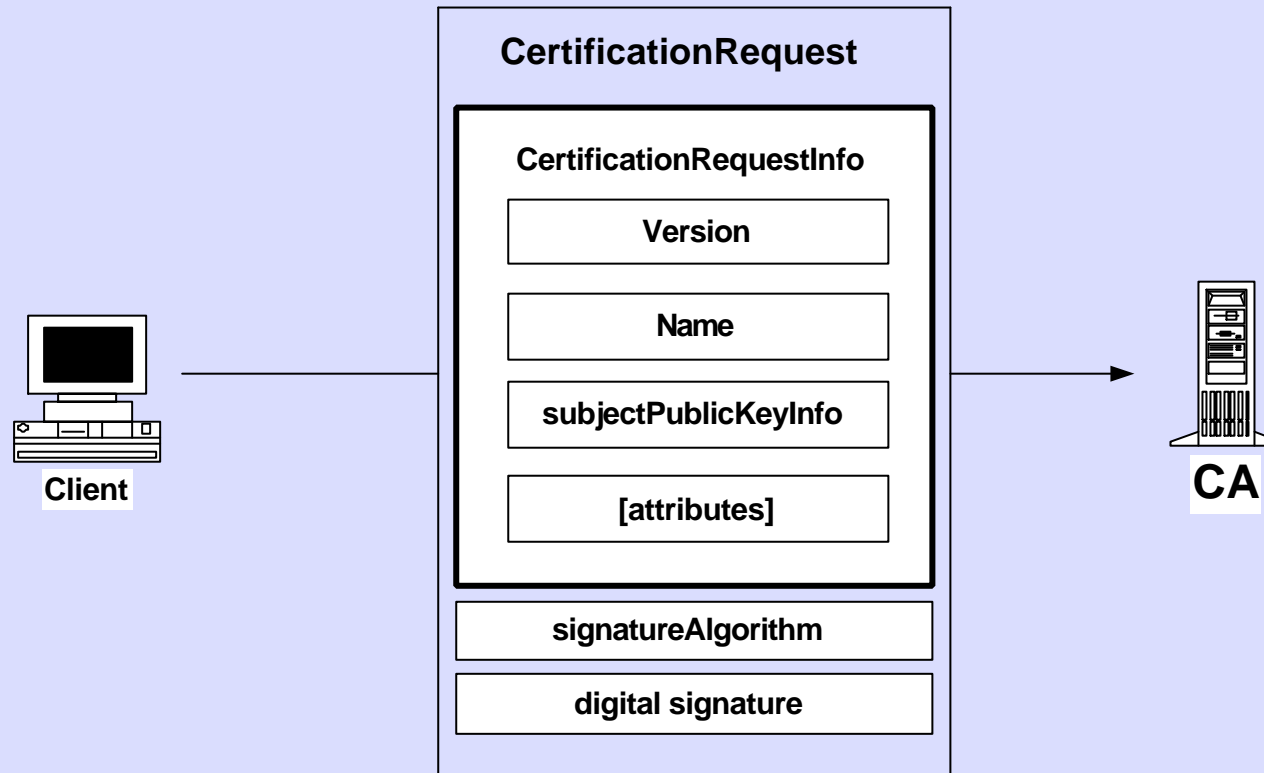 CertificationRequest
CertificationRequestInfo
Version
Name
subjectPublicKeyInfo
[attributes]
signatureAlgorithm
digital signature
Client
CA